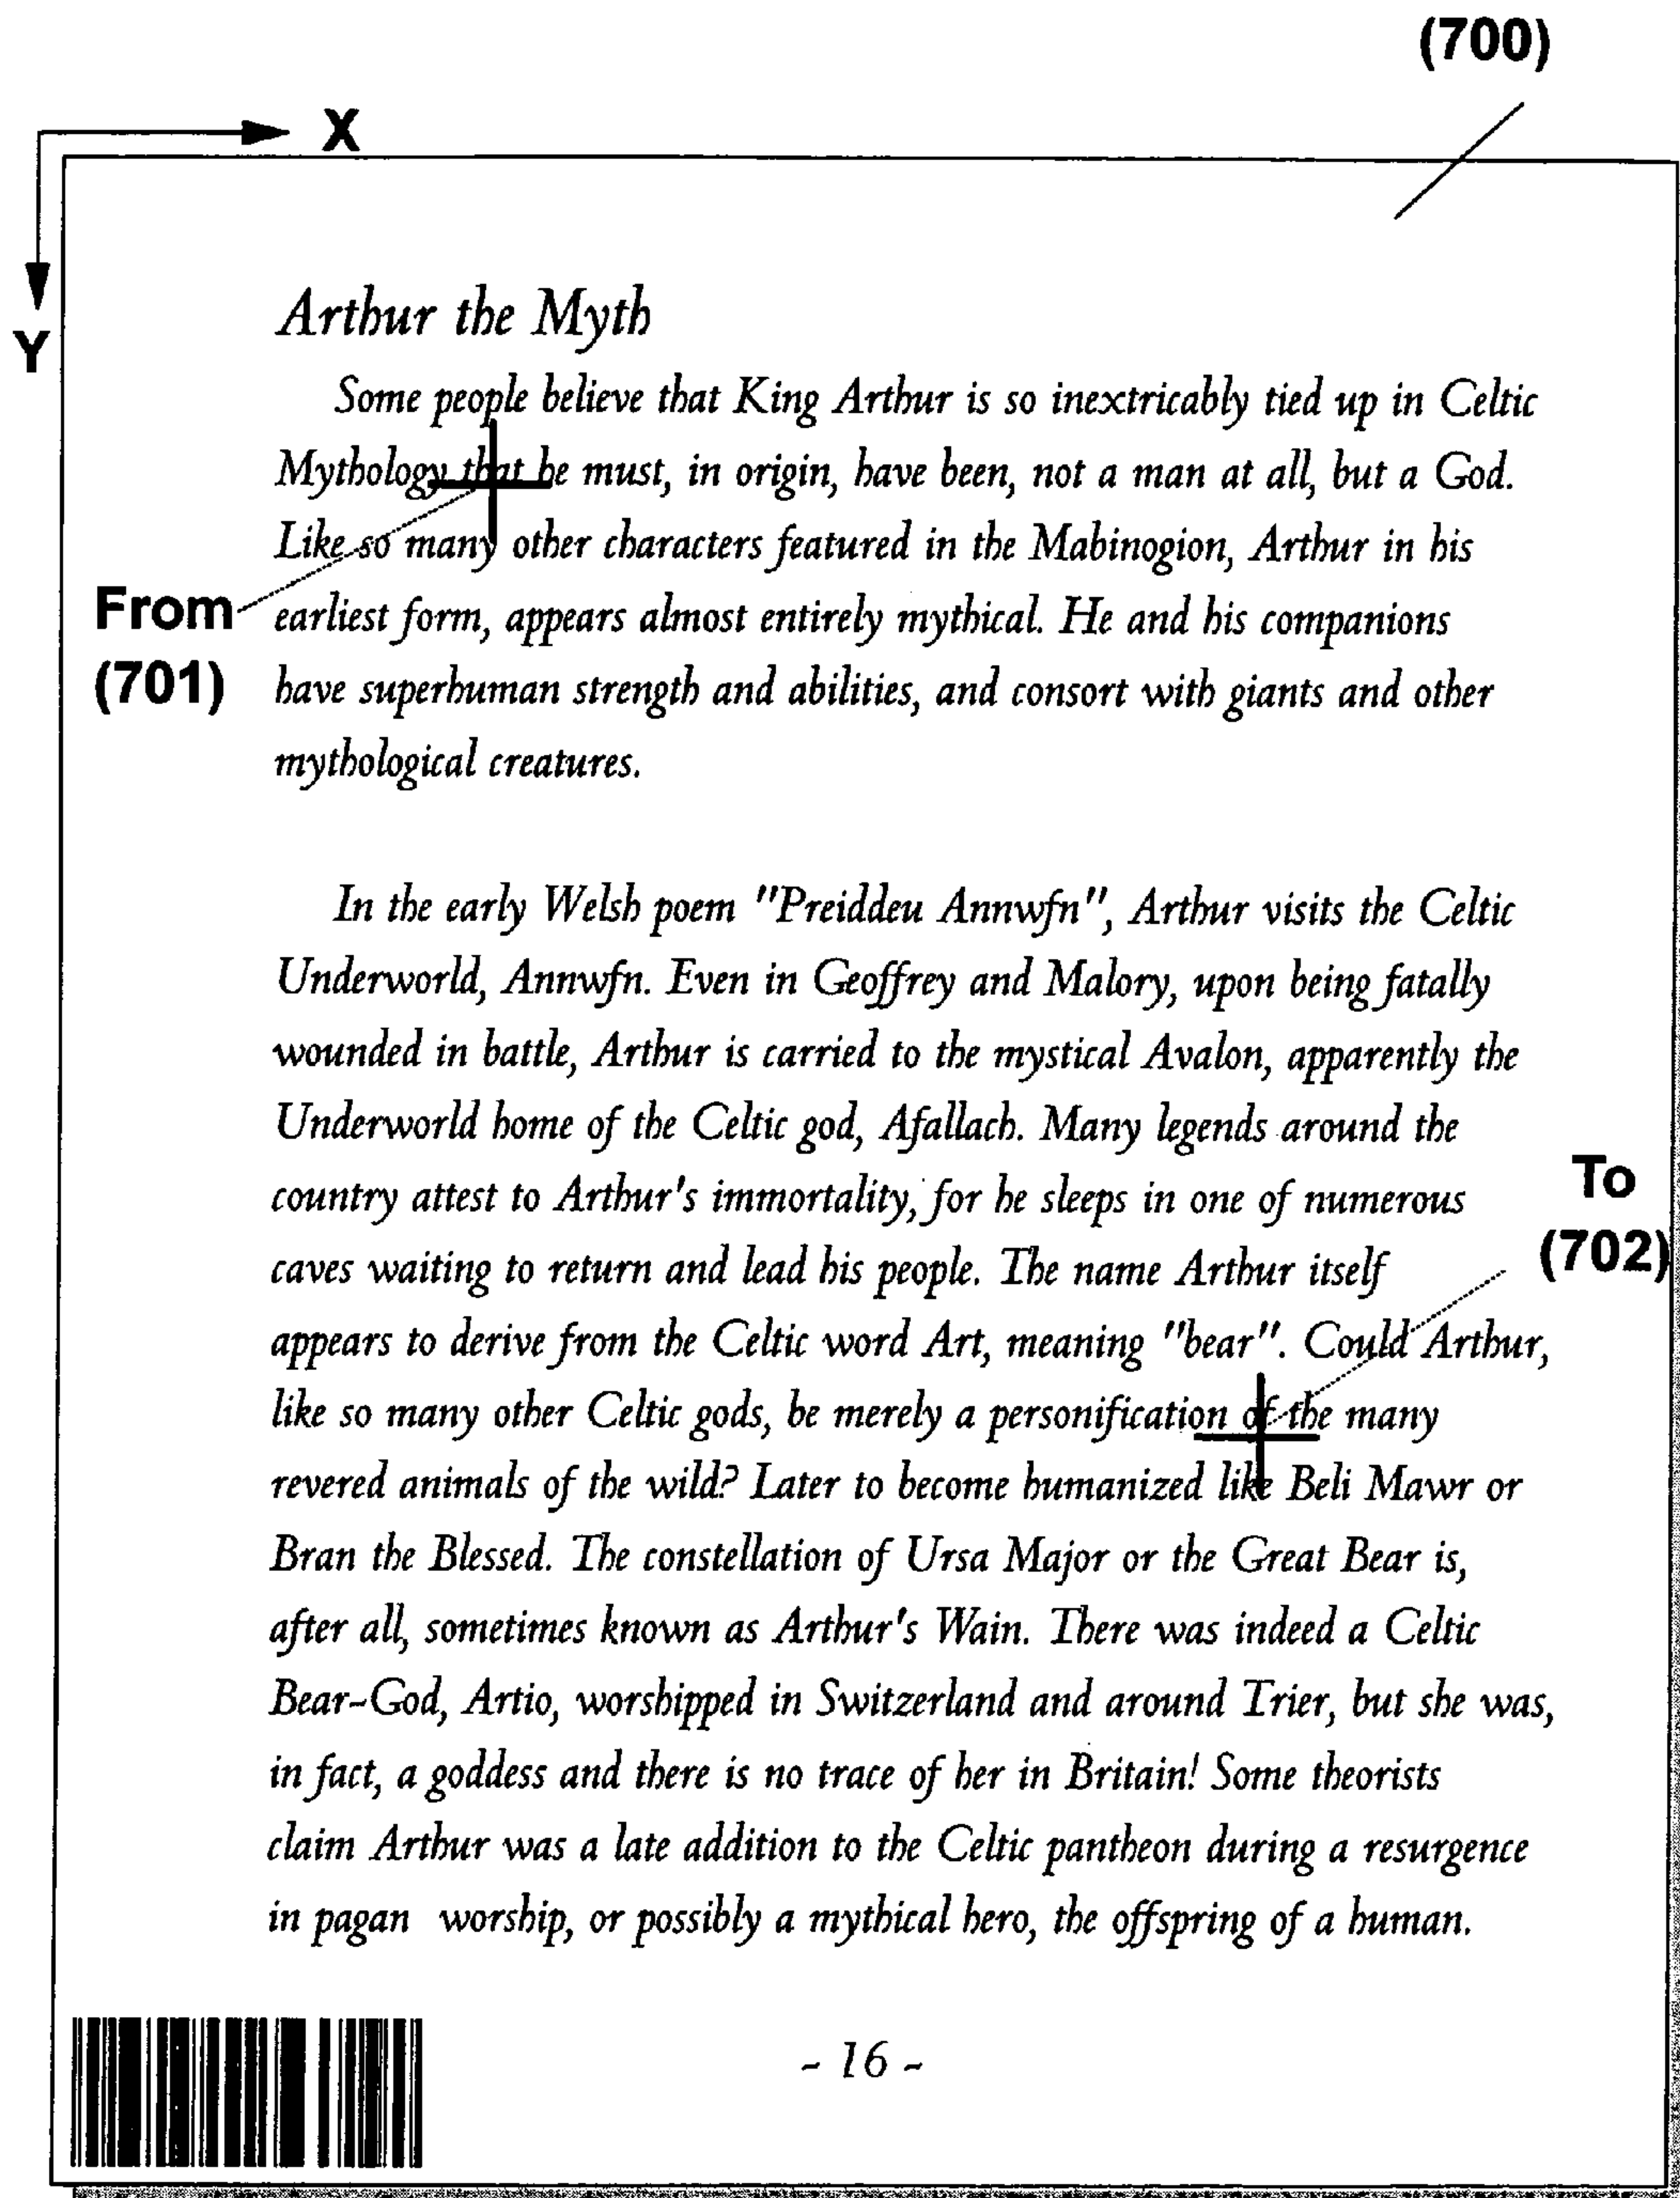 (700)
X
Y
Arthur the Myth
Some people believe that King Arthur is so inextricably tied up in Celtic
Mythology that he must, in origin, have been, not a man at all, but a God.
Like so many other characters featured in the Mabinogion, Arthur in his
From
earliest form, appears almost entirely mythical. He and his companions
(701)
have superhuman strength and abilities, and consort with giants and other
mythological creatures.
In the early Welsh poem "Preiddeu Annwfn", Arthur visits the Celtic
Underworld, Annwfn. Even in Geoffrey and Malory, upon being fatally
wounded in battle, Arthur is carried to the mystical Avalon, apparently the
Underworld home of the Celtic god, Afallach. Many legends around the
To
country attest to Arthur's immortality, for he sleeps in one of numerous
(702)
caves waiting to return and lead his people. The name Arthur itself
appears to derive from the Celtic word Art, meaning "bear". Could Arthur,
like so many other Celtic gods, be merely a personification of the many
revered animals of the wild? Later to become humanized like Beli Mawr or
Bran the Blessed. The constellation of Ursa Major or the Great Bear is,
after all, sometimes known as Arthur's Wain. There was indeed a Celtic
Bear-God, Artio, worshipped in Switzerland and around Trier, but she was,
in fact, a goddess and there is no trace of her in Britain! Some theorists
claim Arthur was a late addition to the Celtic pantheon during a resurgence
in pagan worship, or possibly a mythical hero, the offspring of a human.
- 16 -